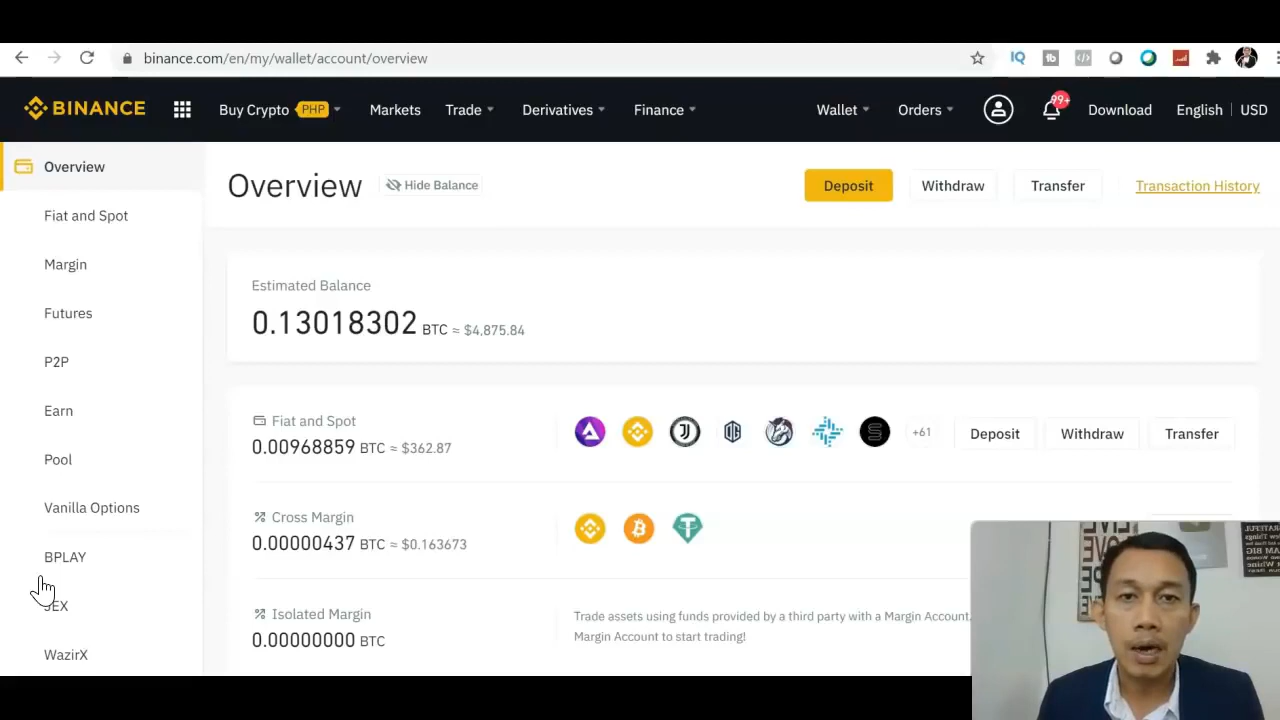 binance.com/en/my/wallet/account/overview
BINANCE Buy Crypto PHP Markets Trade Derivatives Finance Wallet Orders 99+ Download English USD
Overview
Fiat and Spot
Margin
Futures
P2P
Earn
Pool
Vanilla Options
BPLAY
JEX
WazirX
Overview Hide Balance Deposit Withdraw Transfer Transaction History
Estimated Balance
0.13018302 BTC ≈ $4,875.84
Fiat and Spot
0.00968859 BTC ≈ $362.87
+61 Deposit Withdraw Transfer
Cross Margin
0.00000437 BTC ≈ $0.163673
Isolated Margin
0.00000000 BTC
Trade assets using funds provided by a third party with a Margin Account.
Margin Account to start trading!